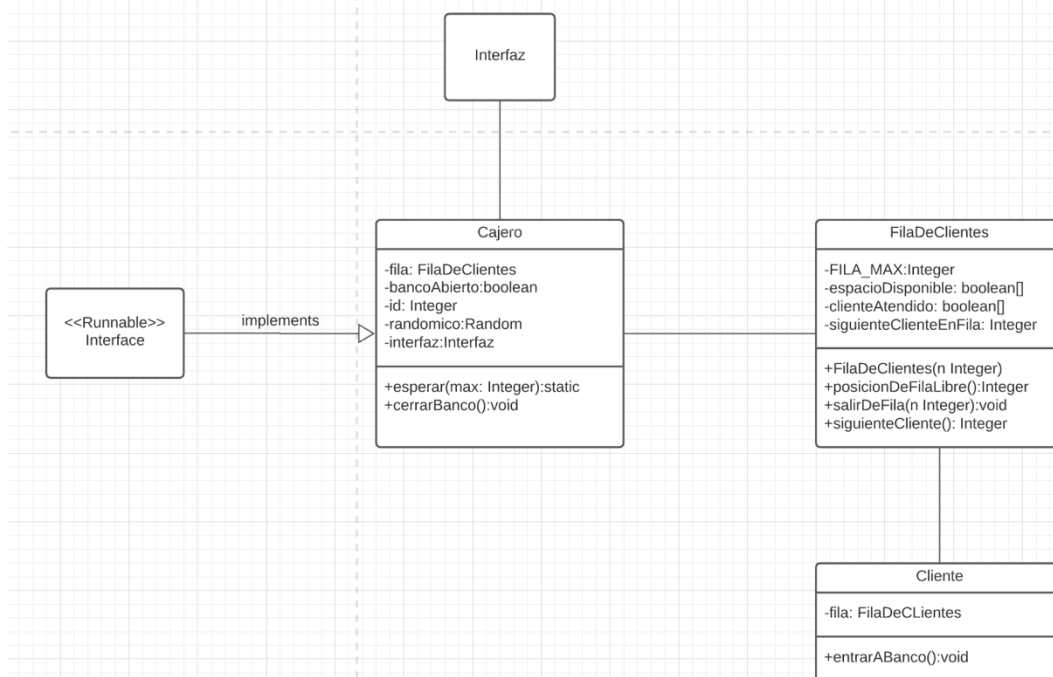 Interfaz
Cajero
-fila: FilaDeClientes
-bancoAbierto:boolean
-id: Integer
-randomico:Random
-interfaz:Interfaz
+esperar(max: Integer):static
+cerrarBanco():void
<<Runnable>>
Interface
implements
FilaDeClientes
-FILA_MAX:Integer
-espacioDisponible: boolean[]
-clienteAtendido: boolean[]
-siguienteClienteEnFila: Integer
+FilaDeClientes(n Integer)
+posicionDeFilaLibre():Integer
+salirDeFila(n Integer):void
+siguienteCliente(): Integer
Cliente
-fila: FilaDeCLientes
+entrarABanco():void